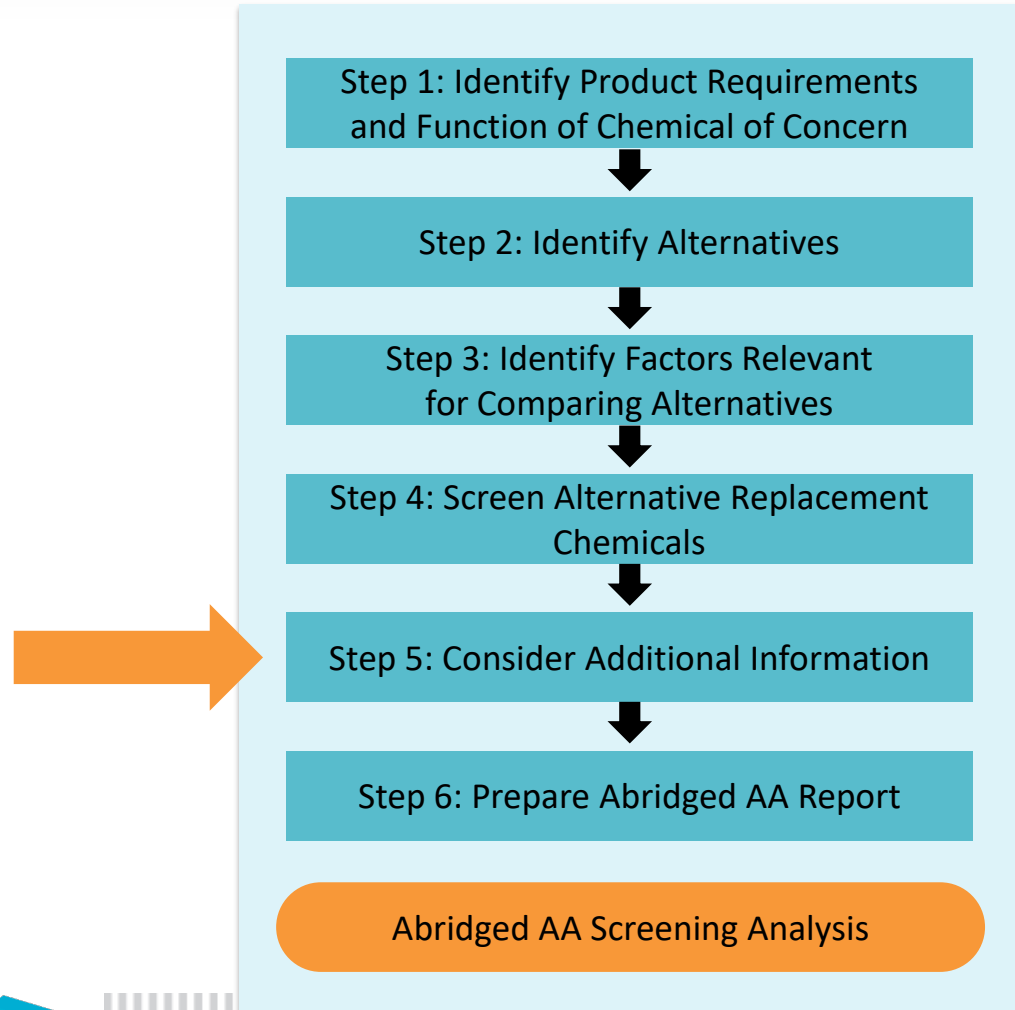 Step 1: Identify Product Requirements
and Function of Chemical of Concern
Step 2: Identify Alternatives
Step 3: Identify Factors Relevant
for Comparing Alternatives
Step 4: Screen Alternative Replacement
Chemicals
Step 5: Consider Additional Information
Step 6: Prepare Abridged AA Report
Abridged AA Screening Analysis